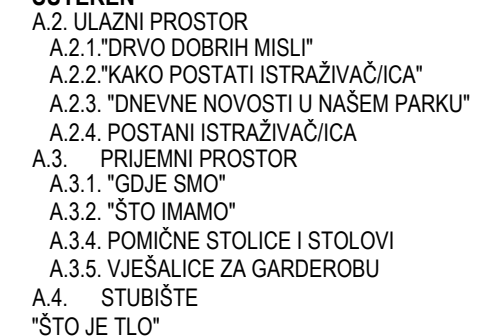 A.2. ULAZNI PROSTOR
A.2.1."DRVO DOBRIH MISLI"
A.2.2."KAKO POSTATI ISTRAŽIVAČ/ICA"
A.2.3. "DNEVNE NOVOSTI U NAŠEM PARKU"
A.2.4. POSTANI ISTRAŽIVAČ/ICA
A.3. PRIJEMNI PROSTOR
A.3.1. "GDJE SMO"
A.3.2. "ŠTO IMAMO"
A.3.4. POMIČNE STOLICE I STOLOVI
A.3.5. VJEŠALICE ZA GARDEROBU
A.4. STUBIŠTE
"ŠTO JE TLO"